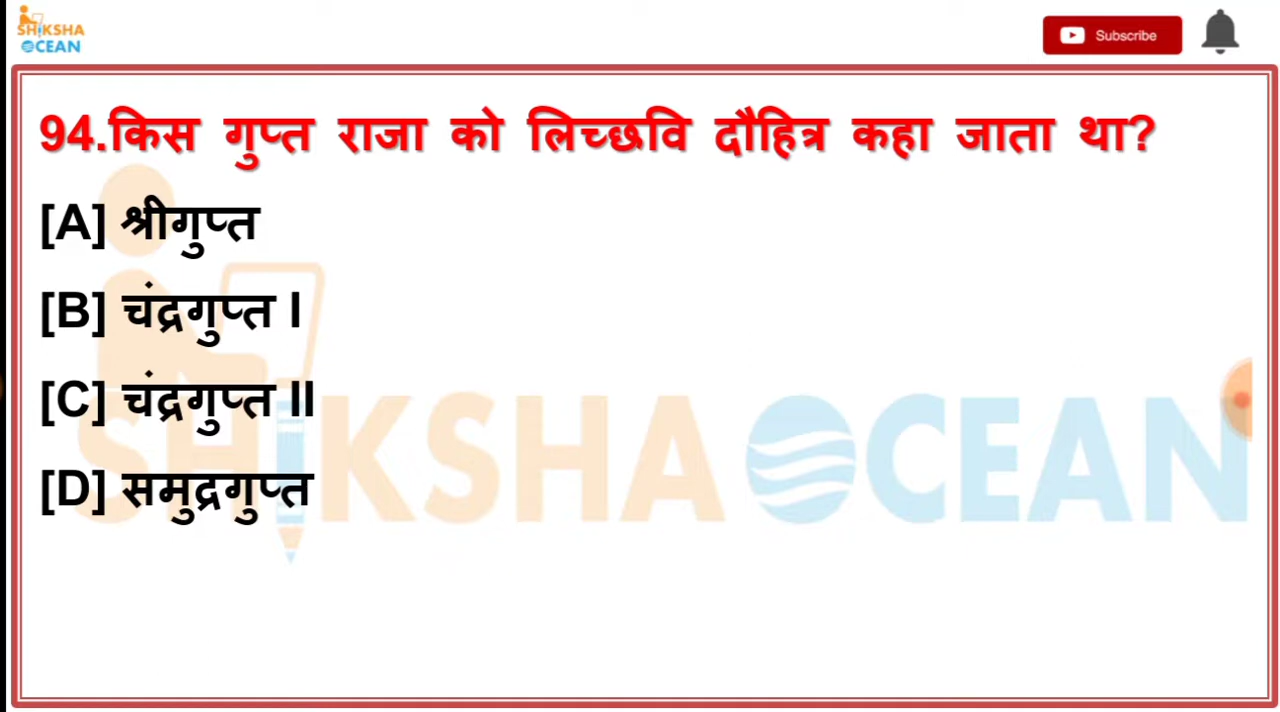 SHIKSHA
OCEAN
Subscribe
94.किस गुप्त राजा को लिच्छवि दौहित्र कहा जाता था?
[A] श्रीगुप्त
[B] चंद्रगुप्त I
[C] चंद्रगुप्त II
[D] समुद्रगुप्त
SHIKSHA OCEAN